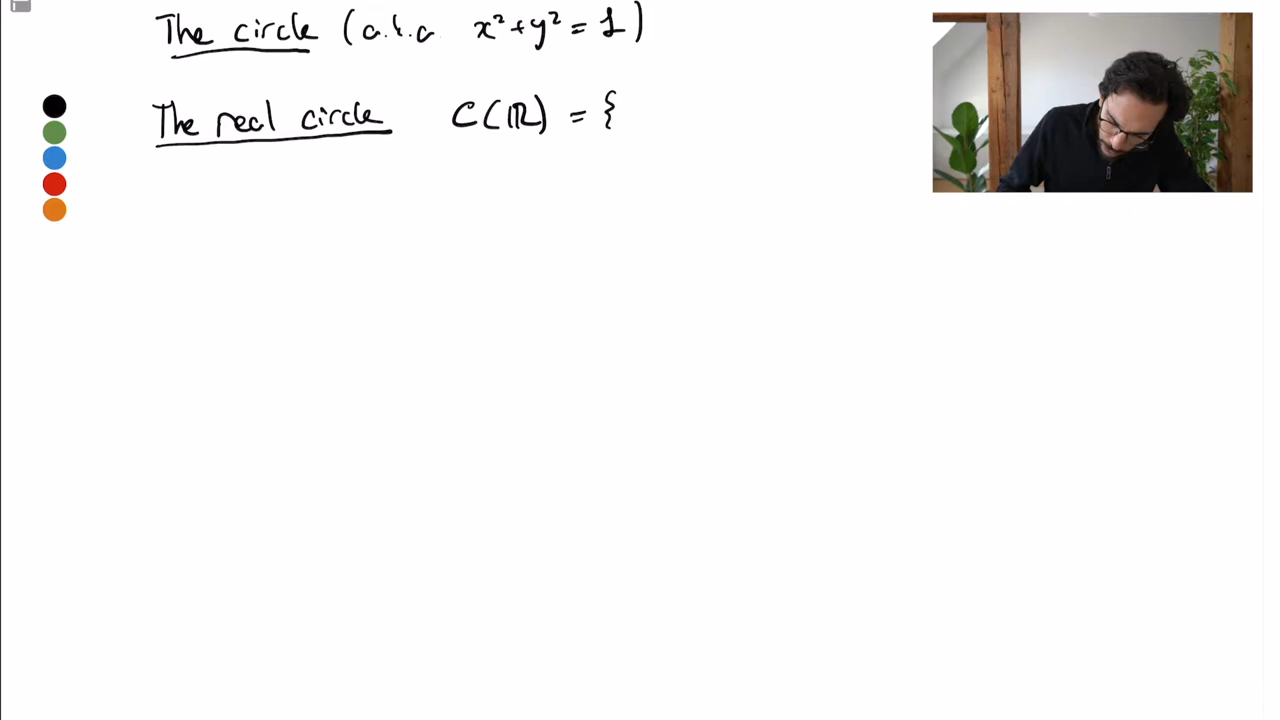 The circle (a.k.a x² + y² = 1)
The real circle C(ℝ) = {